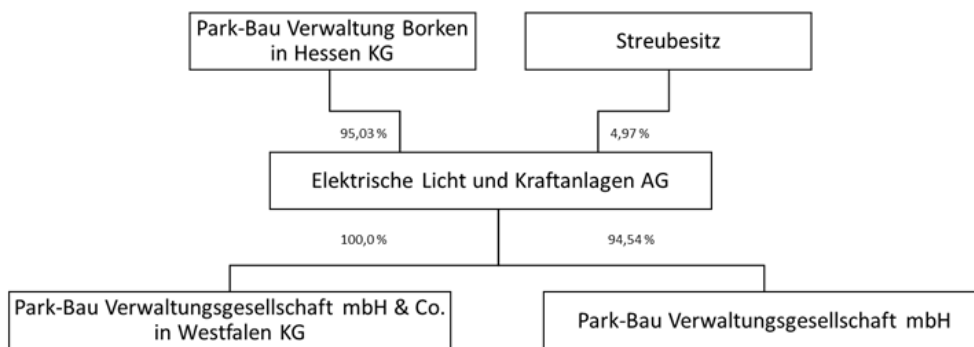 Park-Bau Verwaltung Borken
in Hessen KG
Streubesitz
95,03 %
4,97 %
Elektrische Licht und Kraftanlagen AG
100,0 %
94,54 %
Park-Bau Verwaltungsgesellschaft mbH & Co.
in Westfalen KG
Park-Bau Verwaltungsgesellschaft mbH